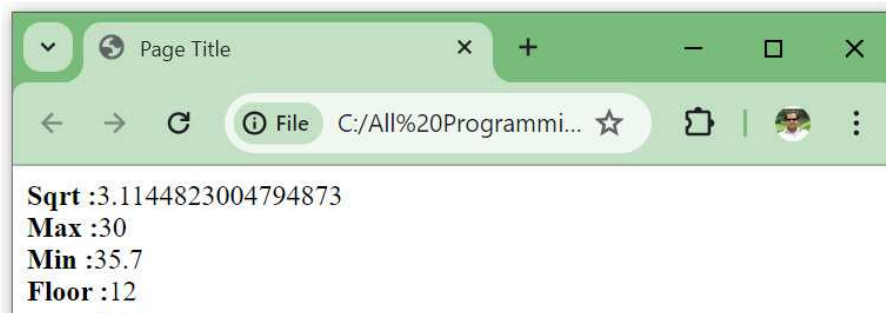 Page Title
File C:/All%20Programmi...
Sqrt :3.1144823004794873
Max :30
Min :35.7
Floor :12